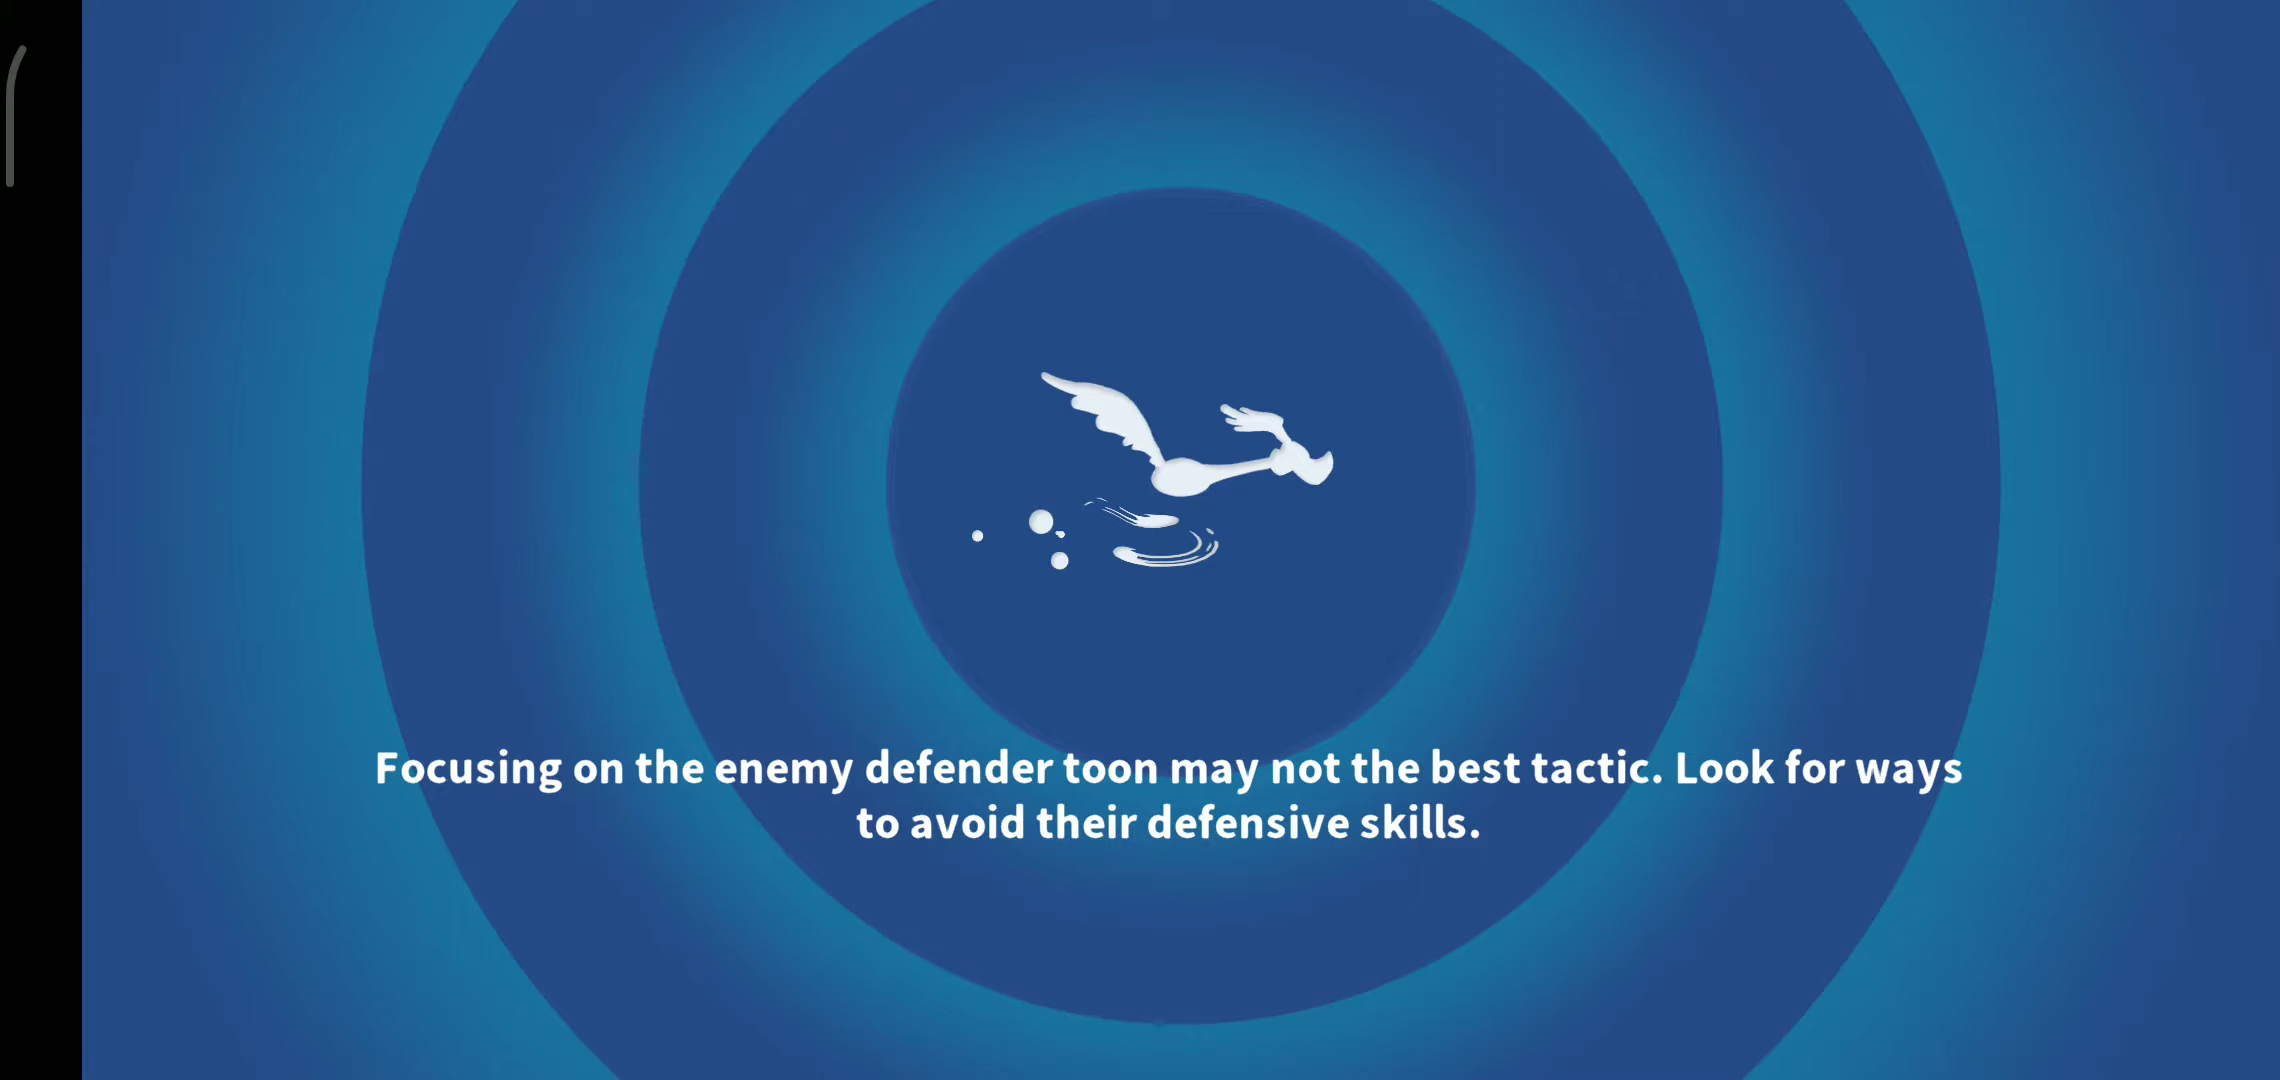 Focusing on the enemy defender toon may not the best tactic. Look for ways
to avoid their defensive skills.